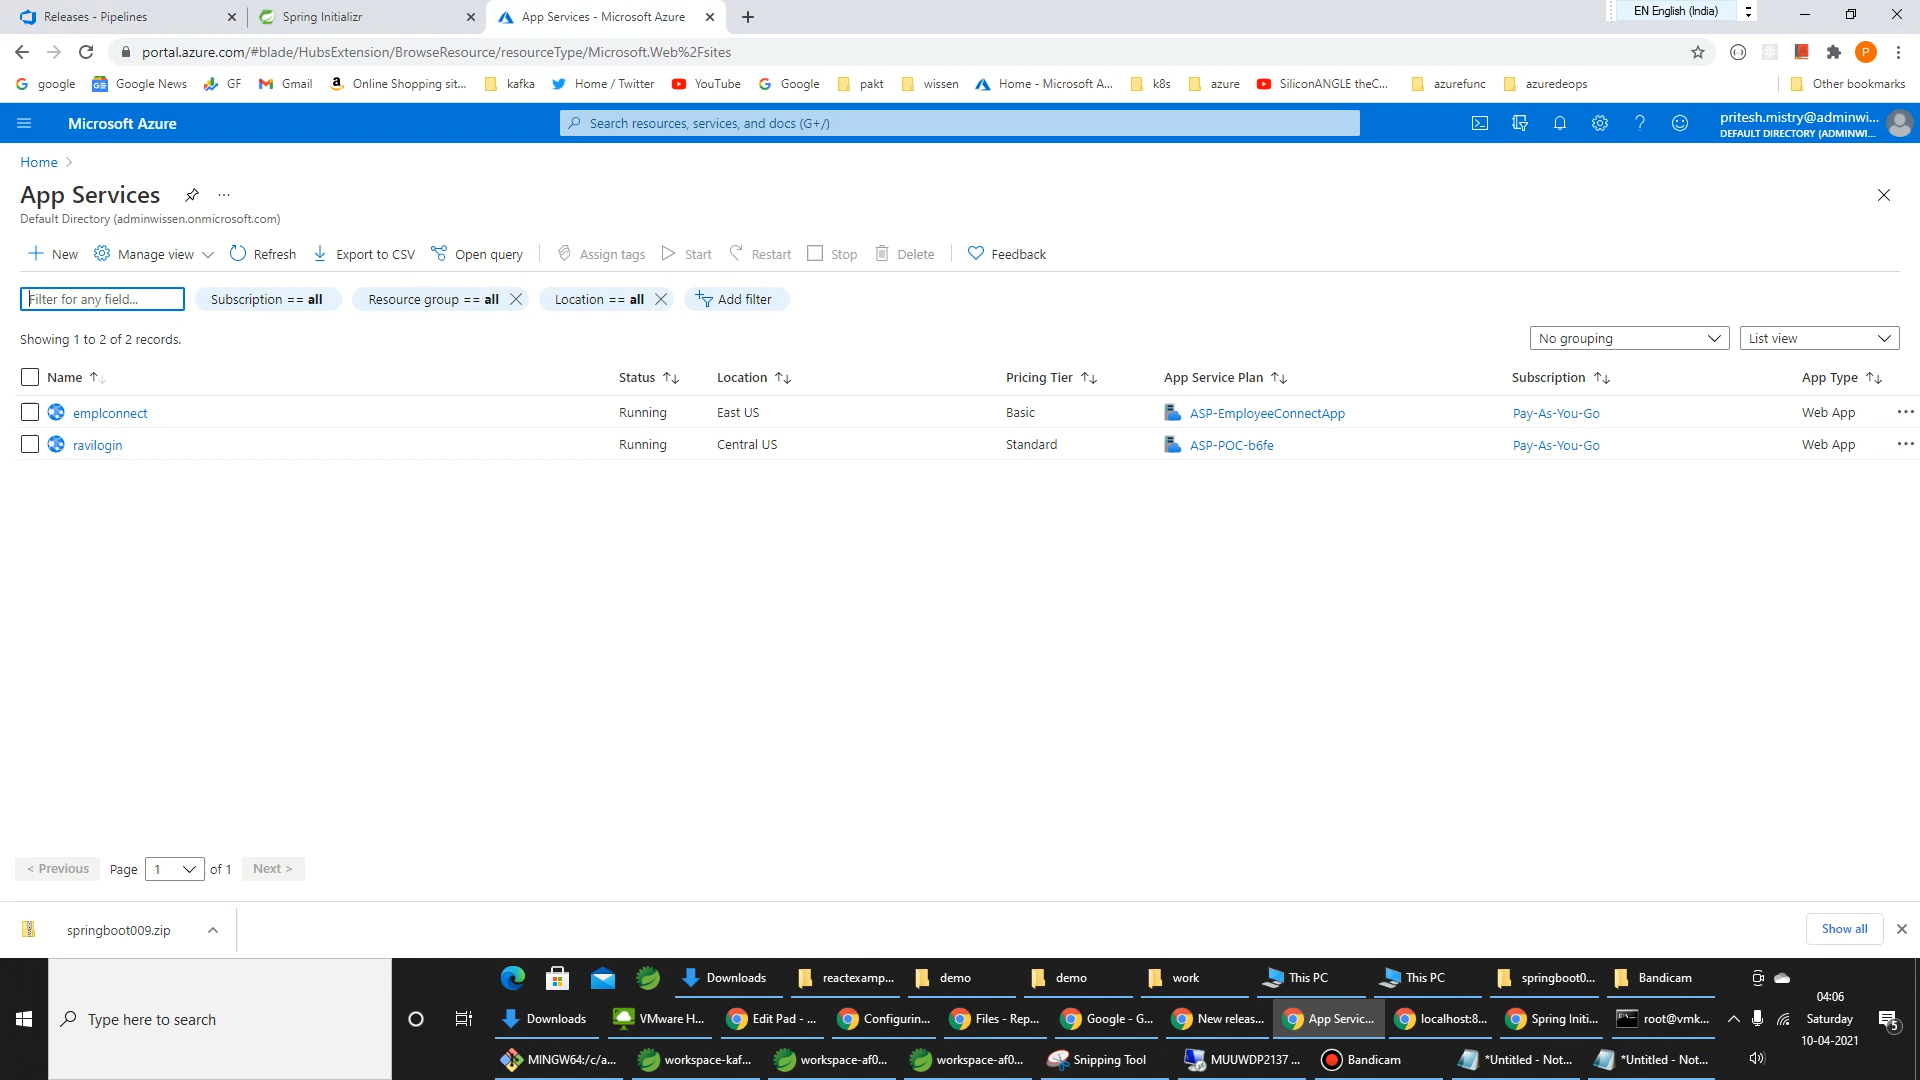 Releases - Pipelines
Spring Initializr
App Services - Microsoft Azure
EN English (India)
portal.azure.com/#blade/HubsExtension/BrowseResource/resourceType/Microsoft.Web%2Fsites
P
google
Google News
GF
Gmail
Online Shopping sit...
kafka
Home / Twitter
YouTube
Google
pakt
wissen
Home - Microsoft A...
k8s
azure
SiliconANGLE theC...
azurefunc
azuredeops
Other bookmarks
Microsoft Azure
Search resources, services, and docs (G+/)
pritesh.mistry@adminwi...
DEFAULT DIRECTORY (ADMINWI...
Home
App Services
Default Directory (adminwissen.onmicrosoft.com)
New
Manage view
Refresh
Export to CSV
Open query
Assign tags
Start
Restart
Stop
Delete
Feedback
Filter for any field...
Subscription == all
Resource group == all
Location == all
Add filter
Showing 1 to 2 of 2 records.
No grouping
List view
Name Status Location Pricing Tier App Service Plan Subscription App Type
emplconnect Running East US Basic ASP-EmployeeConnectApp Pay-As-You-Go Web App
ravilogin Running Central US Standard ASP-POC-b6fe Pay-As-You-Go Web App
< Previous Page 1 of 1 Next >
springboot009.zip
Show all
Type here to search
Downloads
reactexamp...
demo
demo
work
This PC
This PC
springboot0...
Bandicam
Downloads
VMware H...
Edit Pad - ...
Configurin...
Files - Rep...
Google - G...
New releas...
App Servic...
localhost:8...
Spring Initi...
root@vmk...
MINGW64:/c/a...
workspace-kaf...
workspace-af0...
workspace-af0...
Snipping Tool
MUUWDP2137 ...
Bandicam
*Untitled - Not...
*Untitled - Not...
04:06
Saturday
10-04-2021
5